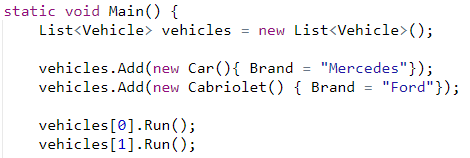 static void Main() {
List<Vehicle> vehicles = new List<Vehicle>();
vehicles.Add(new Car(){ Brand = "Mercedes"});
vehicles.Add(new Cabriolet() { Brand = "Ford"});
vehicles[0].Run();
vehicles[1].Run();